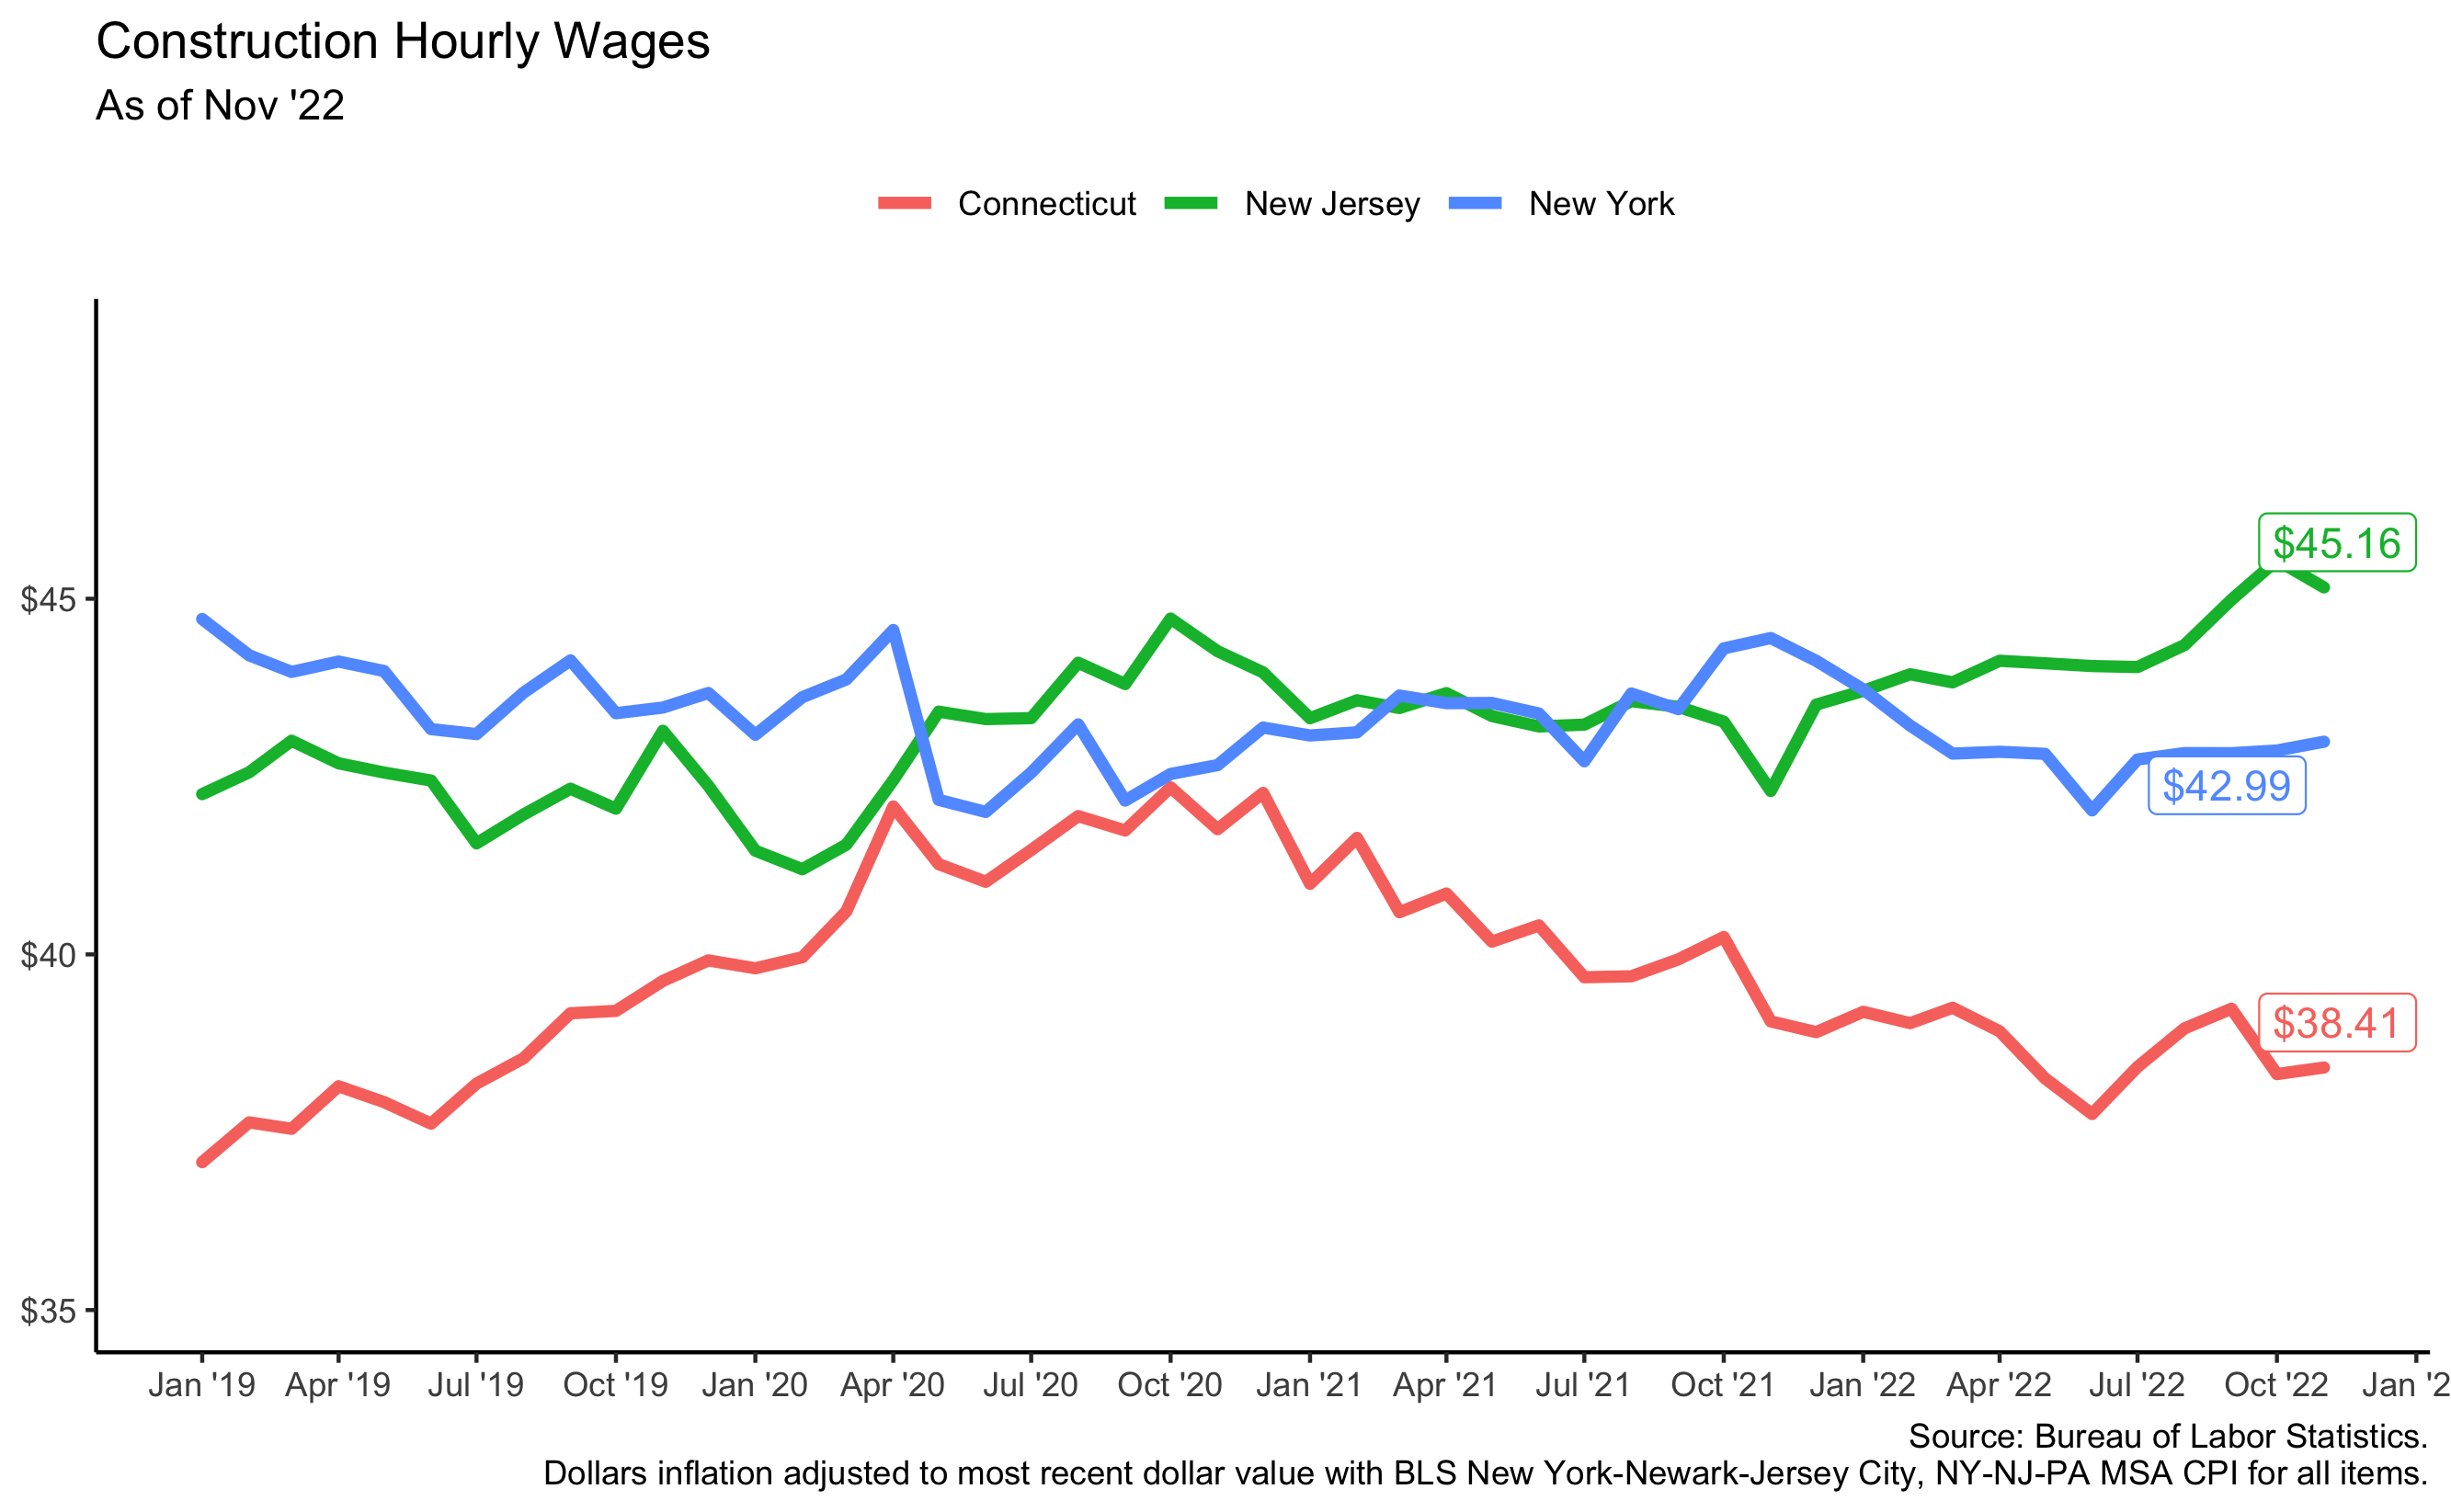 Construction Hourly Wages
As of Nov '22
Connecticut New Jersey New York
$45.16
$45
$42.99
$40
$38.41
$35
Jan '19 Apr '19 Jul '19 Oct '19 Jan '20 Apr '20 Jul '20 Oct '20 Jan '21 Apr '21 Jul '21 Oct '21 Jan '22 Apr '22 Jul '22 Oct '22 Jan '2
Source: Bureau of Labor Statistics.
Dollars inflation adjusted to most recent dollar value with BLS New York-Newark-Jersey City, NY-NJ-PA MSA CPI for all items.